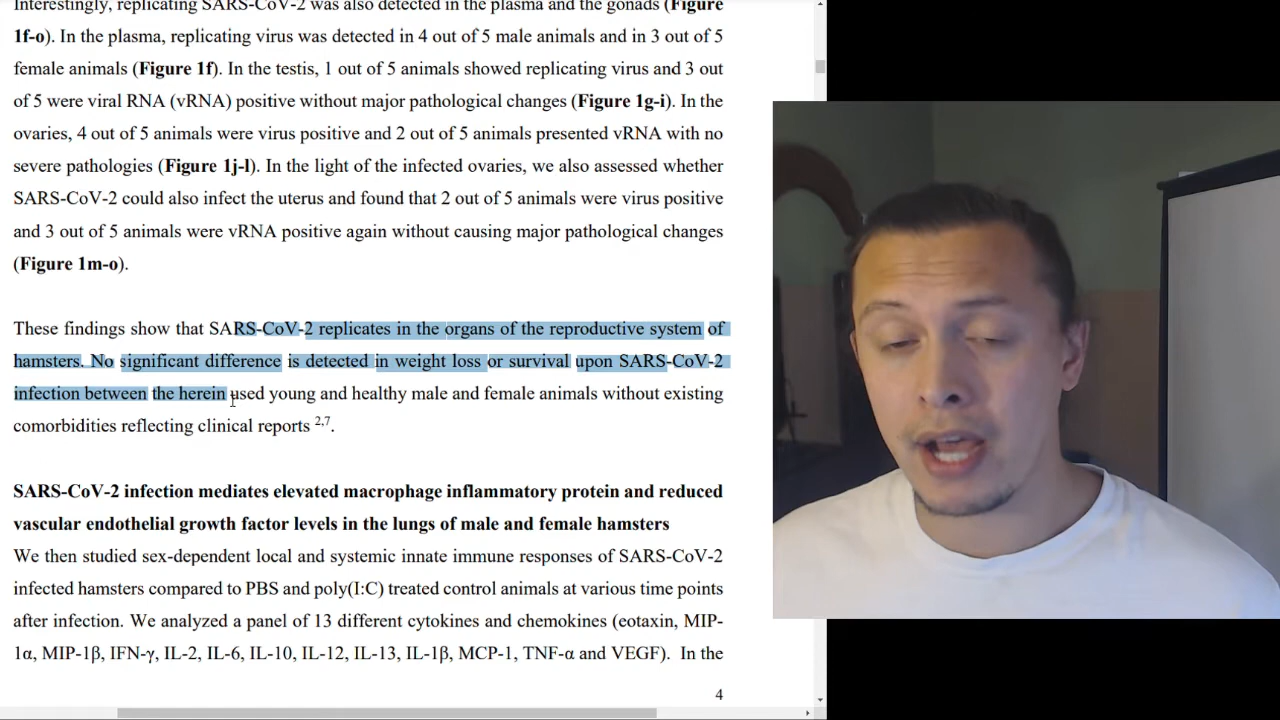 Interestingly, replicating SARS-CoV-2 was also detected in the plasma and the gonads (Figure
1f-o). In the plasma, replicating virus was detected in 4 out of 5 male animals and in 3 out of 5
female animals (Figure 1f). In the testis, 1 out of 5 animals showed replicating virus and 3 out
of 5 were viral RNA (vRNA) positive without major pathological changes (Figure 1g-i). In the
ovaries, 4 out of 5 animals were virus positive and 2 out of 5 animals presented vRNA with no
severe pathologies (Figure 1j-l). In the light of the infected ovaries, we also assessed whether
SARS-CoV-2 could also infect the uterus and found that 2 out of 5 animals were virus positive
and 3 out of 5 animals were vRNA positive again without causing major pathological changes
(Figure 1m-o).
These findings show that SARS-CoV-2 replicates in the organs of the reproductive system of
hamsters. No significant difference is detected in weight loss or survival upon SARS-CoV-2
infection between the herein used young and healthy male and female animals without existing
comorbidities reflecting clinical reports 2,7.
SARS-CoV-2 infection mediates elevated macrophage inflammatory protein and reduced
vascular endothelial growth factor levels in the lungs of male and female hamsters
We then studied sex-dependent local and systemic innate immune responses of SARS-CoV-2
infected hamsters compared to PBS and poly(I:C) treated control animals at various time points
after infection. We analyzed a panel of 13 different cytokines and chemokines (eotaxin, MIP-
1α, MIP-1β, IFN-γ, IL-2, IL-6, IL-10, IL-12, IL-13, IL-1β, MCP-1, TNF-α and VEGF). In the
4